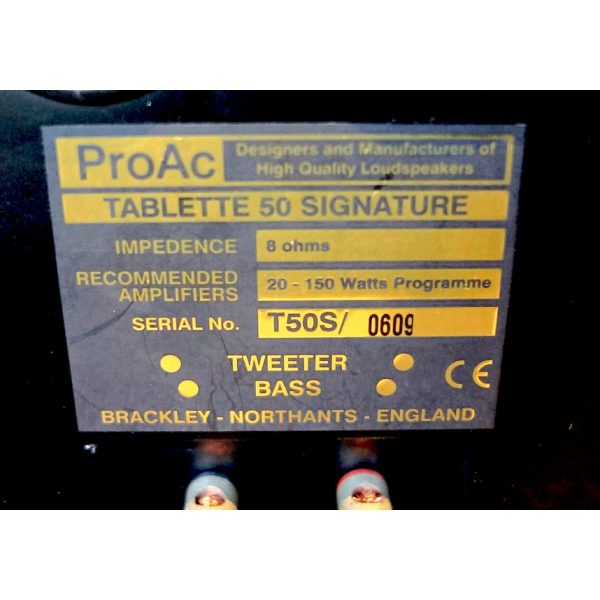 ProAc
Designers and Manufacturers of
High Quality Loudspeakers
TABLETTE 50 SIGNATURE
IMPEDENCE 8 ohms
RECOMMENDED
AMPLIFIERS 20 - 150 Watts Programme
SERIAL No. T50S/ 0609
TWEETER
BASS
CE
BRACKLEY - NORTHANTS - ENGLAND